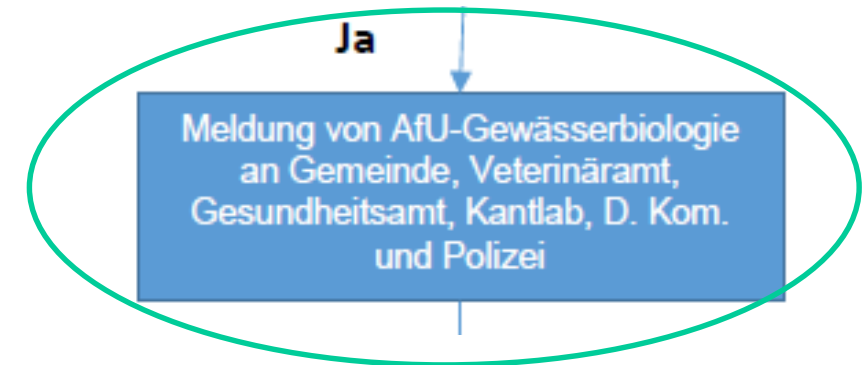 Ja
Meldung von AfU-Gewässerbiologie
an Gemeinde, Veterinäramt,
Gesundheitsamt, Kantlab, D. Kom.
und Polizei